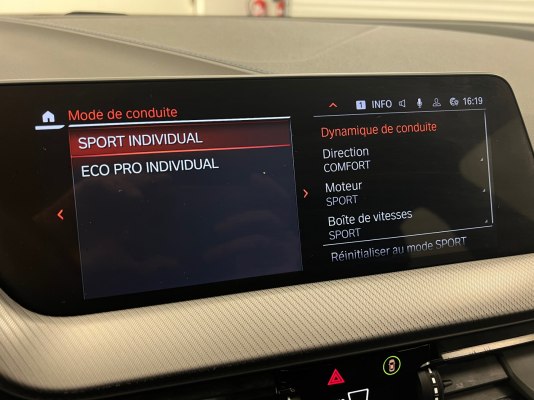 Mode de conduite
SPORT INDIVIDUAL
ECO PRO INDIVIDUAL
1 INFO 16:19
Dynamique de conduite
Direction
COMFORT
Moteur
SPORT
Boîte de vitesses
SPORT
Réinitialiser au mode SPORT